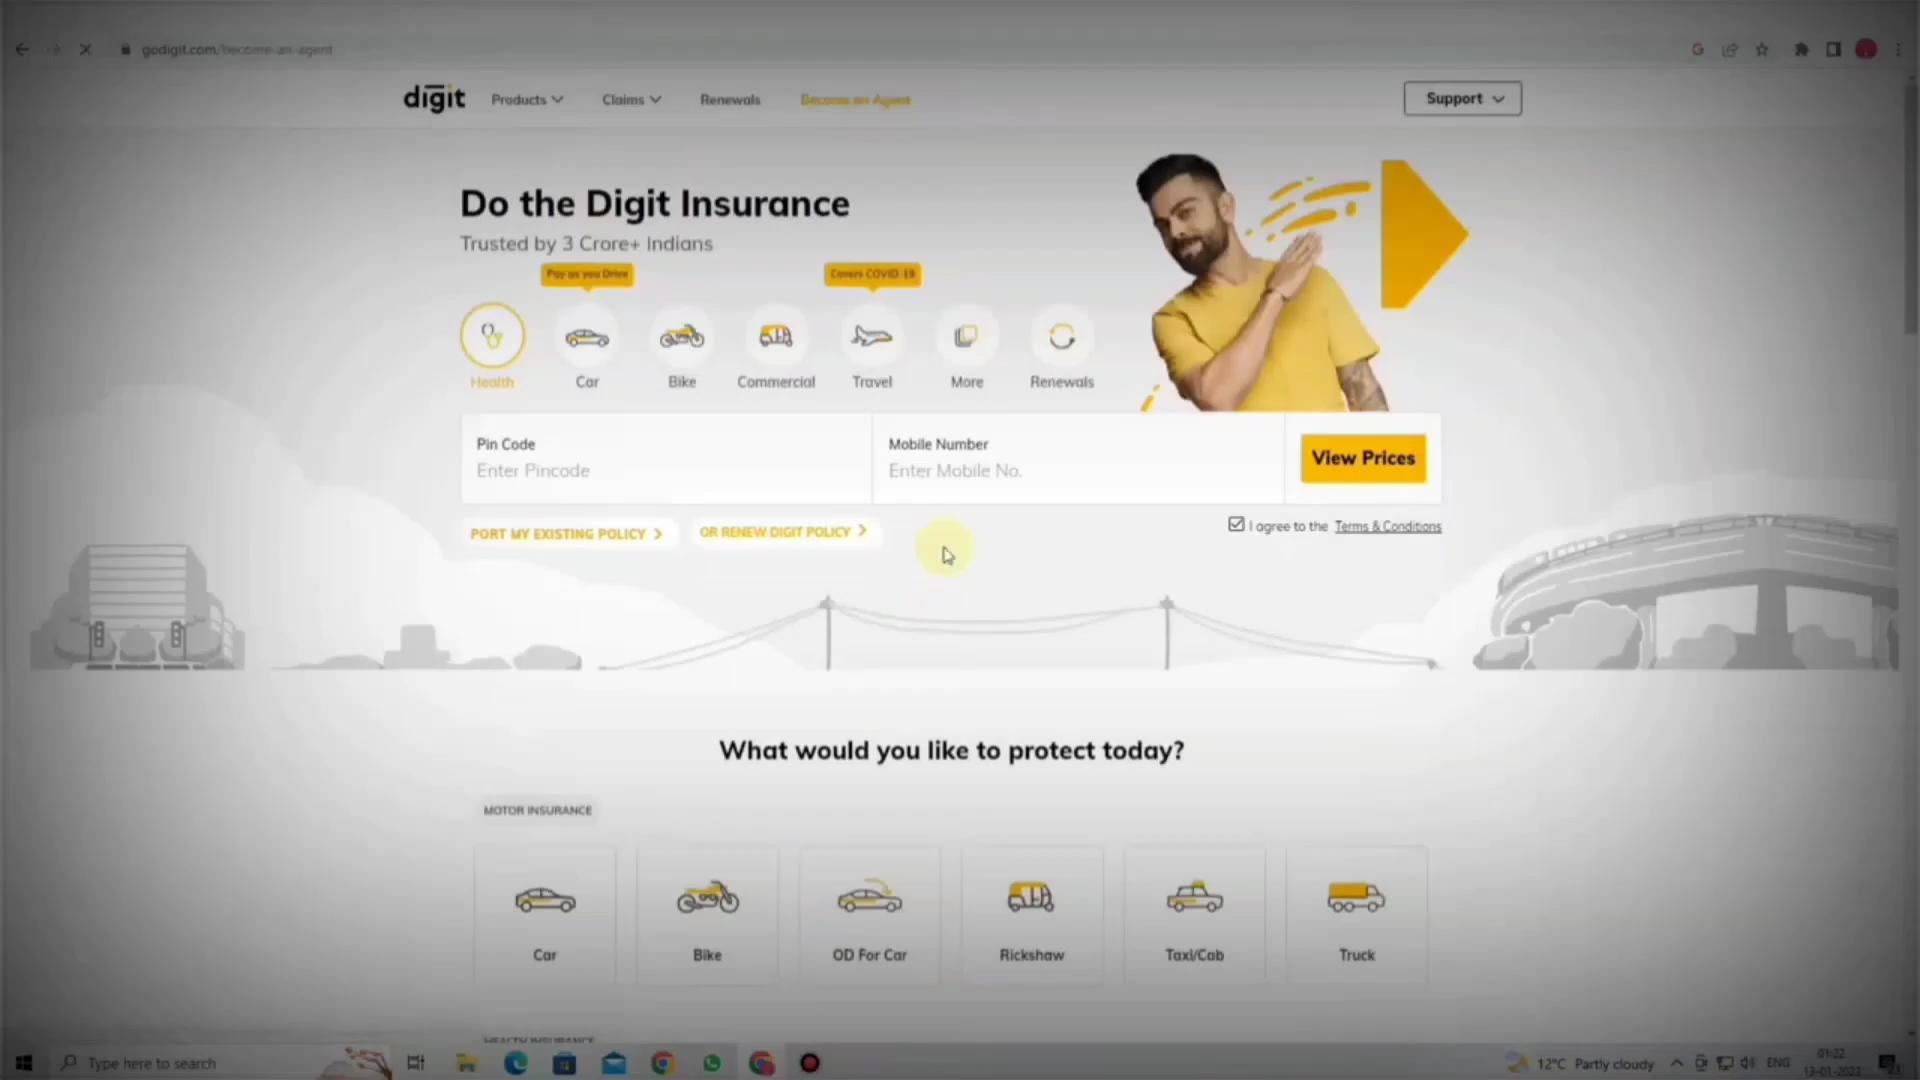 godigit.com/become-an-agent
digit Products Claims Renewals Become an Agent Support
Do the Digit Insurance
Trusted by 3 Crore+ Indians
Pay as you Drive Covers COVID-19
Health Car Bike Commercial Travel More Renewals
Pin Code Mobile Number
Enter Pincode Enter Mobile No. View Prices
PORT MY EXISTING POLICY OR RENEW DIGIT POLICY I agree to the Terms & Conditions
What would you like to protect today?
MOTOR INSURANCE
Car Bike OD For Car Rickshaw Taxi/Cab Truck
HEALTH INSURANCE
Type here to search 12°C Partly cloudy ENG 01:22